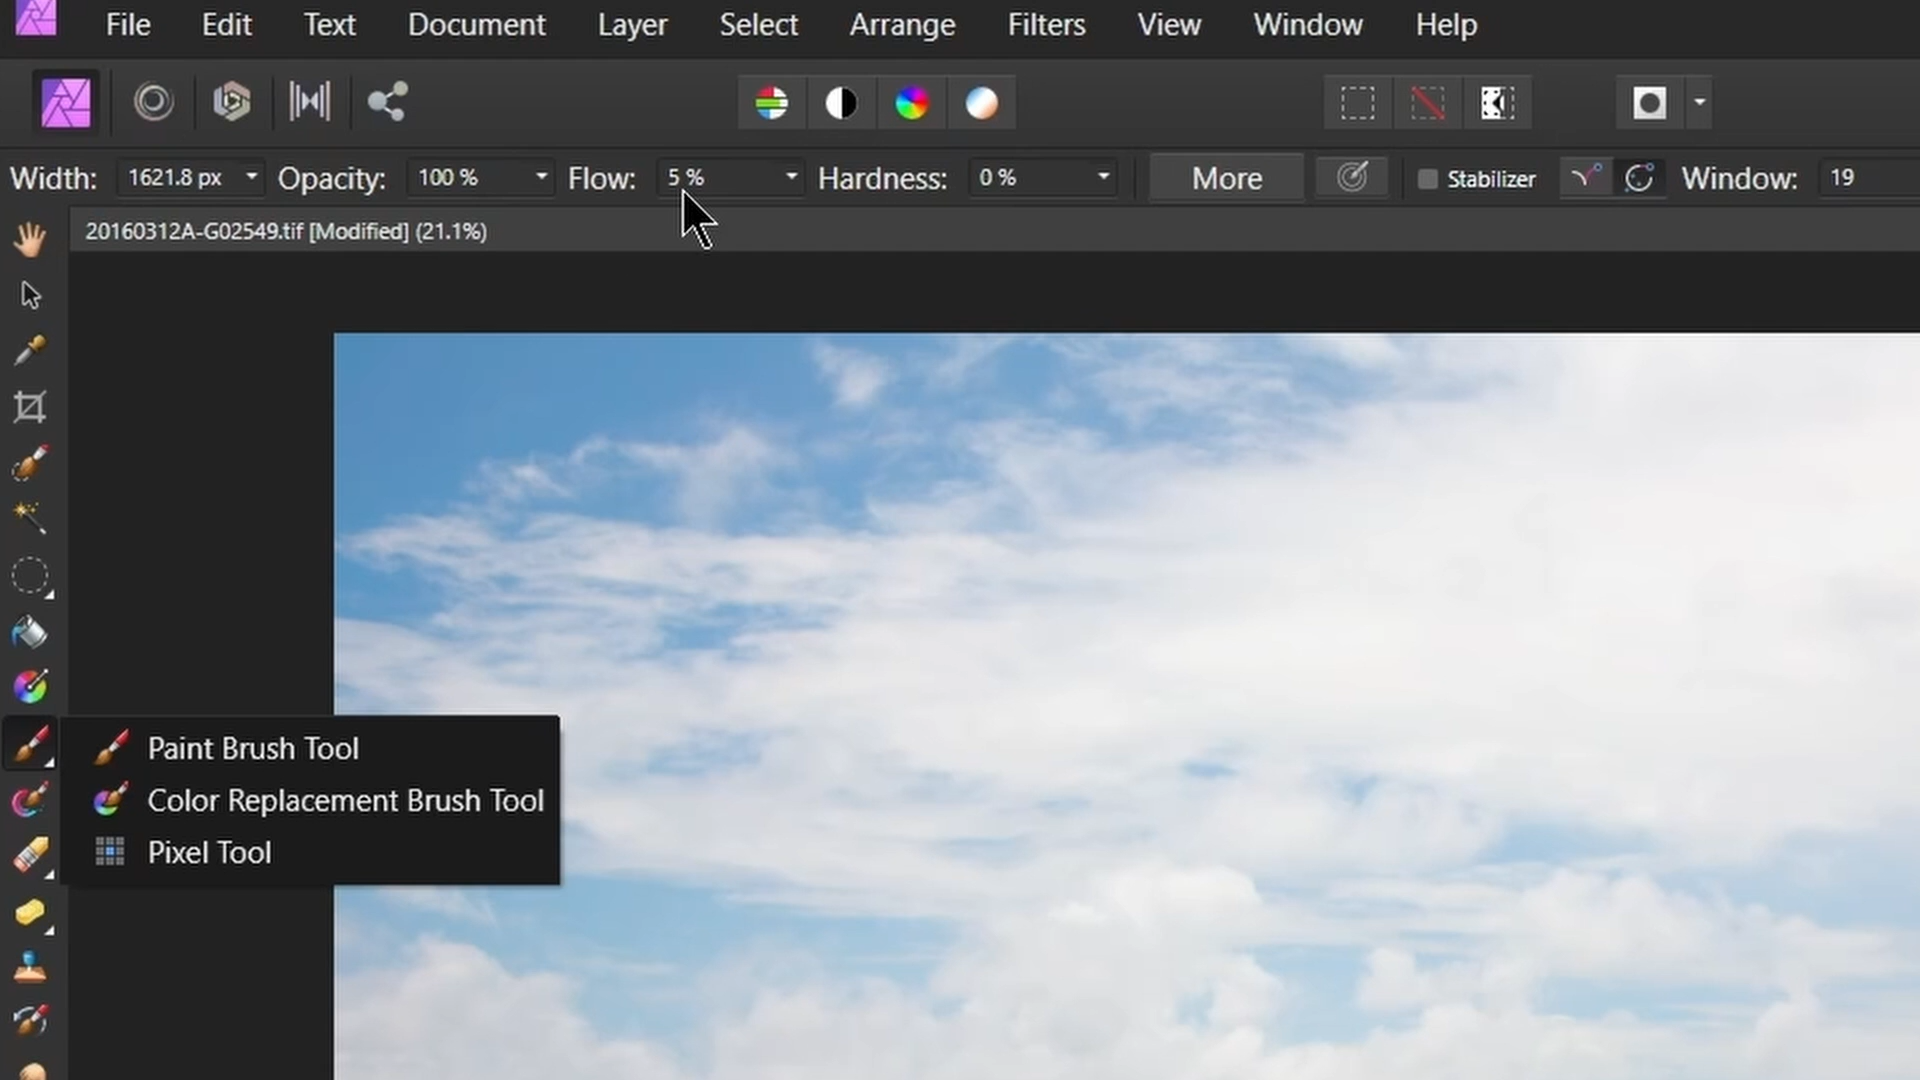 File Edit Text Document Layer Select Arrange Filters View Window Help
Width: 1621.8 px Opacity: 100 % Flow: 5 % Hardness: 0 % More Stabilizer Window: 19
20160312A-G02549.tif [Modified] (21.1%)
Paint Brush Tool
Color Replacement Brush Tool
Pixel Tool